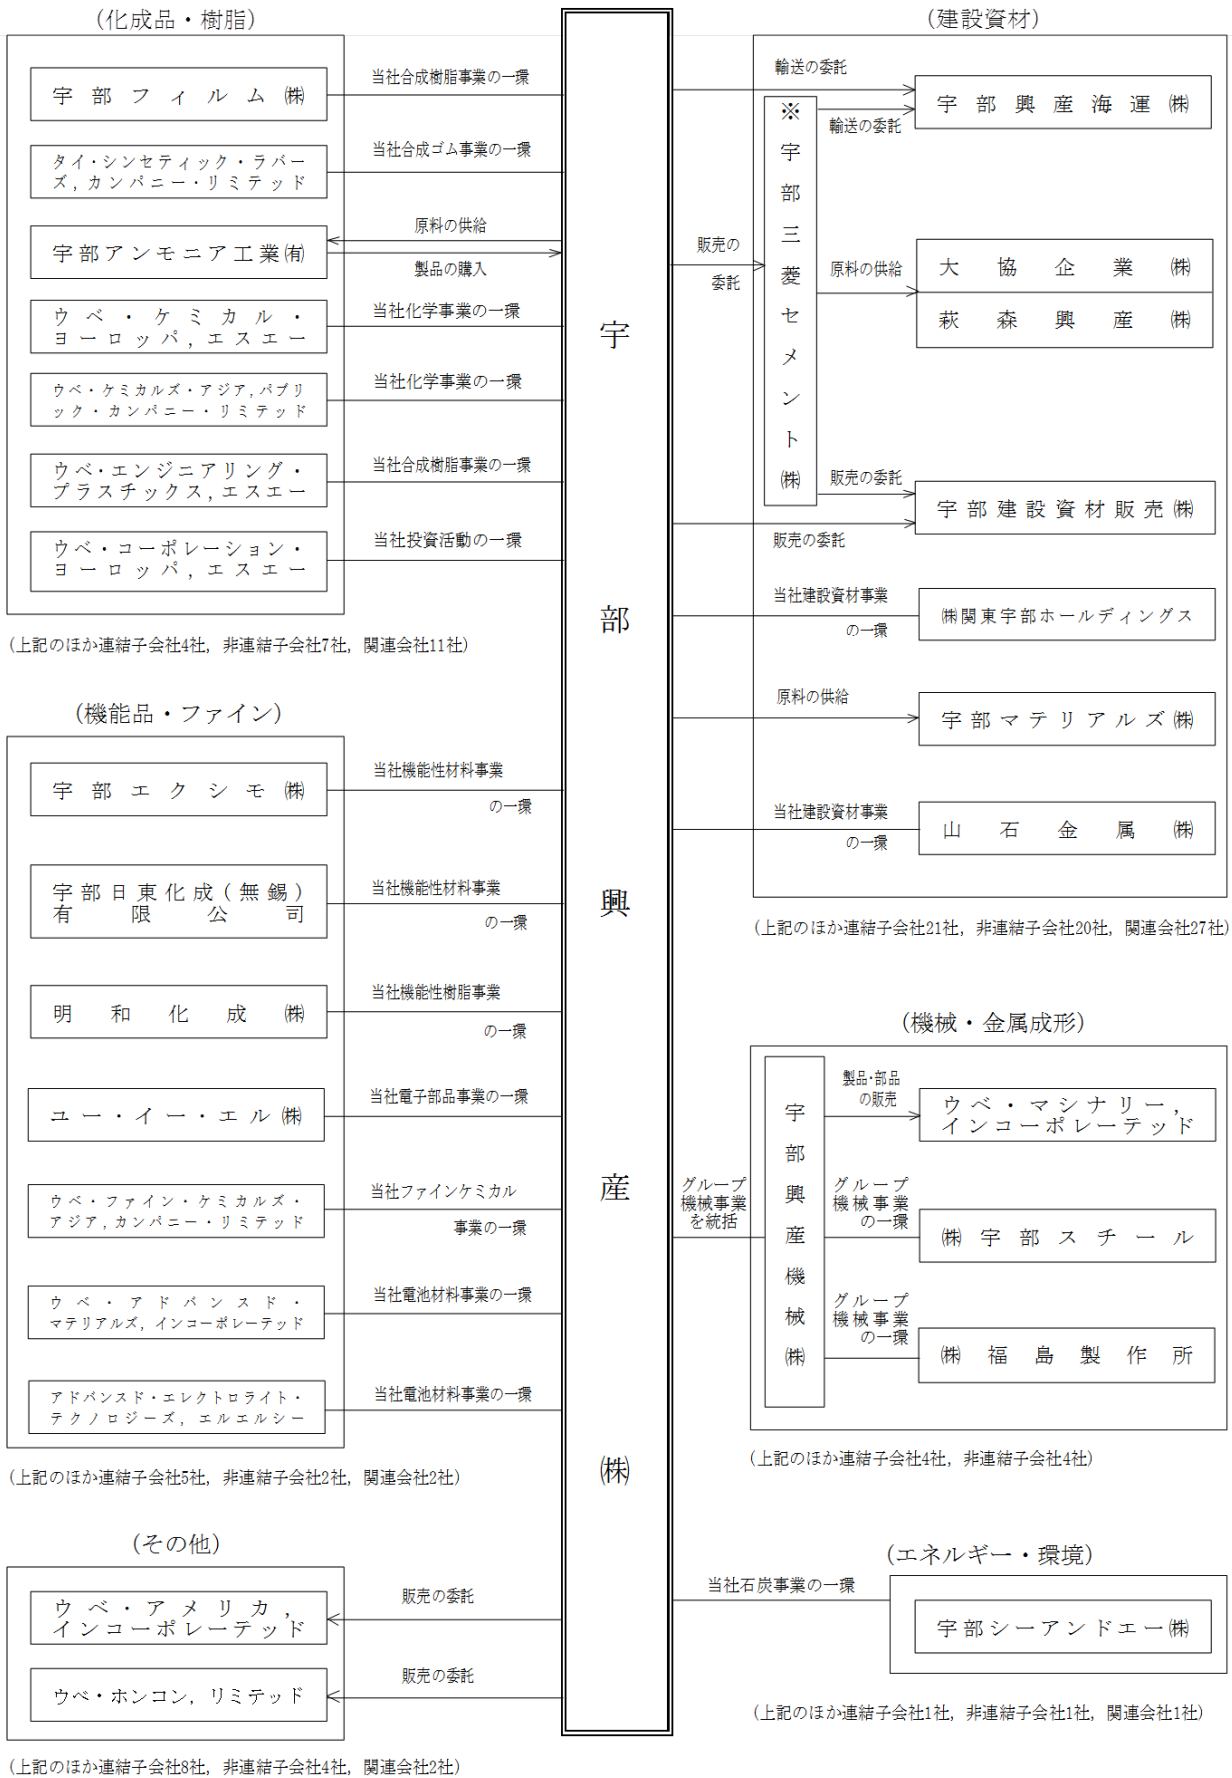 (化成品・樹脂)
宇部フィルム㈱
当社合成樹脂事業の一環
タイ・シンセティック・ラバー
ズ,カンパニー・リミテッド
当社合成ゴム事業の一環
宇部アンモニア工業㈲
原料の供給
製品の購入
ウベ・ケミカル・
ヨーロッパ,エスエー
当社化学事業の一環
ウベ・ケミカルズ・アジア,パブリ
ック・カンパニー・リミテッド
当社化学事業の一環
ウベ・エンジニアリング・
プラスチックス,エスエー
当社合成樹脂事業の一環
ウベ・コーポレーション・
ヨーロッパ,エスエー
当社投資活動の一環
(上記のほか連結子会社4社, 非連結子会社7社, 関連会社11社)
(機能品・ファイン)
宇部エクシモ㈱
当社機能性材料事業
の一環
宇部日東化成(無錫)
有限公司
当社機能性材料事業
の一環
明和化成㈱
当社機能性樹脂事業
の一環
ユー・イー・エル㈱
当社電子部品事業の一環
ウベ・ファイン・ケミカルズ・
アジア,カンパニー・リミテッド
当社ファインケミカル
事業の一環
ウベ・アドバンスド・
マテリアルズ,インコーポレーテッド
当社電池材料事業の一環
アドバンスド・エレクトロライト・
テクノロジーズ,エルエルシー
当社電池材料事業の一環
(上記のほか連結子会社5社, 非連結子会社2社, 関連会社2社)
(その他)
ウベ・アメリカ,
インコーポレーテッド
販売の委託
ウベ・ホンコン,リミテッド
販売の委託
(上記のほか連結子会社8社, 非連結子会社4社, 関連会社2社)
宇部興産㈱
(建設資材)
輸送の委託
宇部興産海運㈱
輸送の委託
※宇部三菱セメント㈱
販売の
委託
原料の供給
大協企業㈱
萩森興産㈱
販売の委託
宇部建設資材販売㈱
販売の委託
当社建設資材事業
の一環
㈱関東宇部ホールディングス
原料の供給
宇部マテリアルズ㈱
当社建設資材事業
の一環
山石金属㈱
(上記のほか連結子会社21社, 非連結子会社20社, 関連会社27社)
(機械・金属成形)
グループ
機械事業
を統括
宇部興産機械㈱
製品・部品
の販売
ウベ・マシナリー,
インコーポレーテッド
グループ
機械事業
の一環
㈱宇部スチール
グループ
機械事業
の一環
㈱福島製作所
(上記のほか連結子会社4社, 非連結子会社4社)
(エネルギー・環境)
当社石炭事業の一環
宇部シーアンドエー㈱
(上記のほか連結子会社1社, 非連結子会社1社, 関連会社1社)